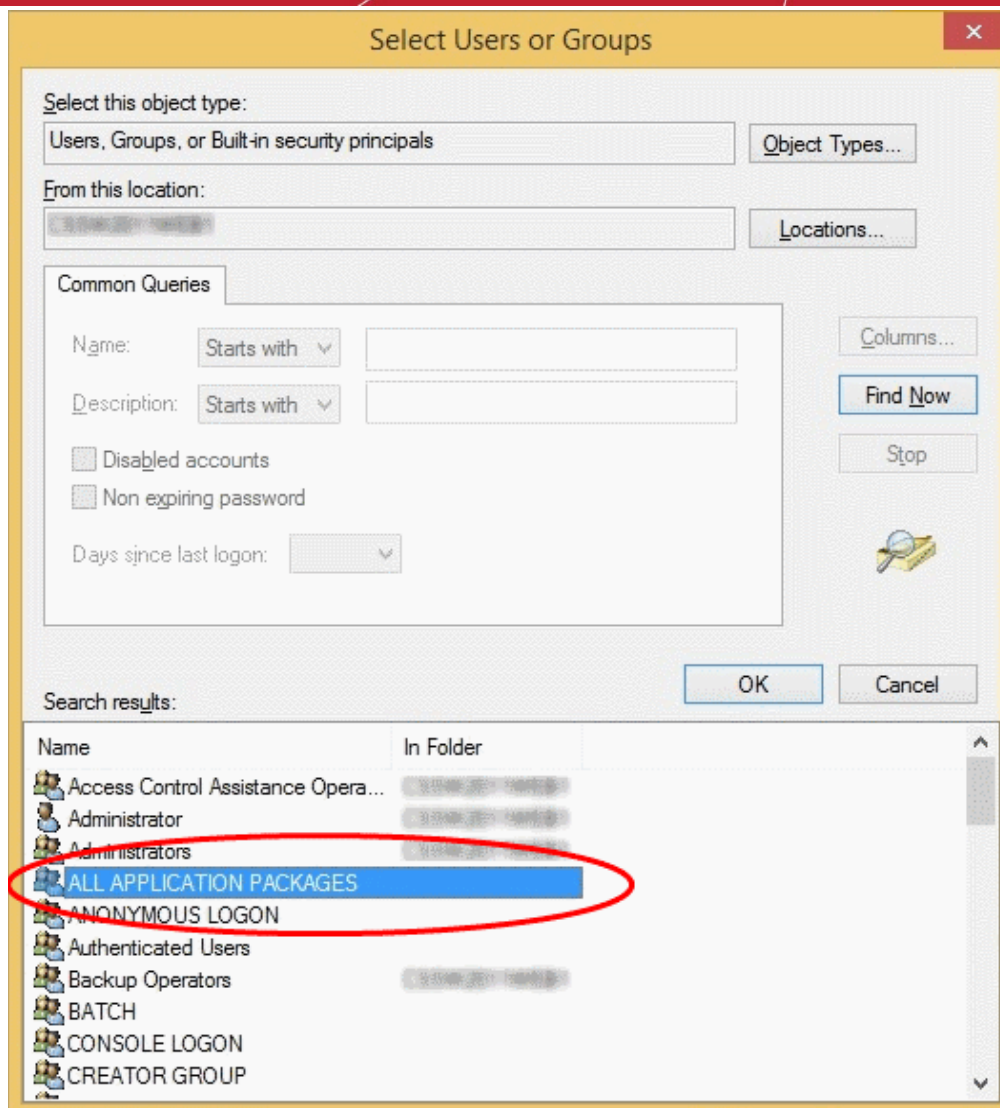 Select Users or Groups
Select this object type:
Users, Groups, or Built-in security principals
Object Types...
From this location:
Locations...
Common Queries
Name:
Starts with
Columns...
Description:
Starts with
Find Now
Disabled accounts
Stop
Non expiring password
Days since last logon:
OK
Cancel
Search results:
Name
In Folder
Access Control Assistance Opera...
Administrator
Administrators
ALL APPLICATION PACKAGES
ANONYMOUS LOGON
Authenticated Users
Backup Operators
BATCH
CONSOLE LOGON
CREATOR GROUP